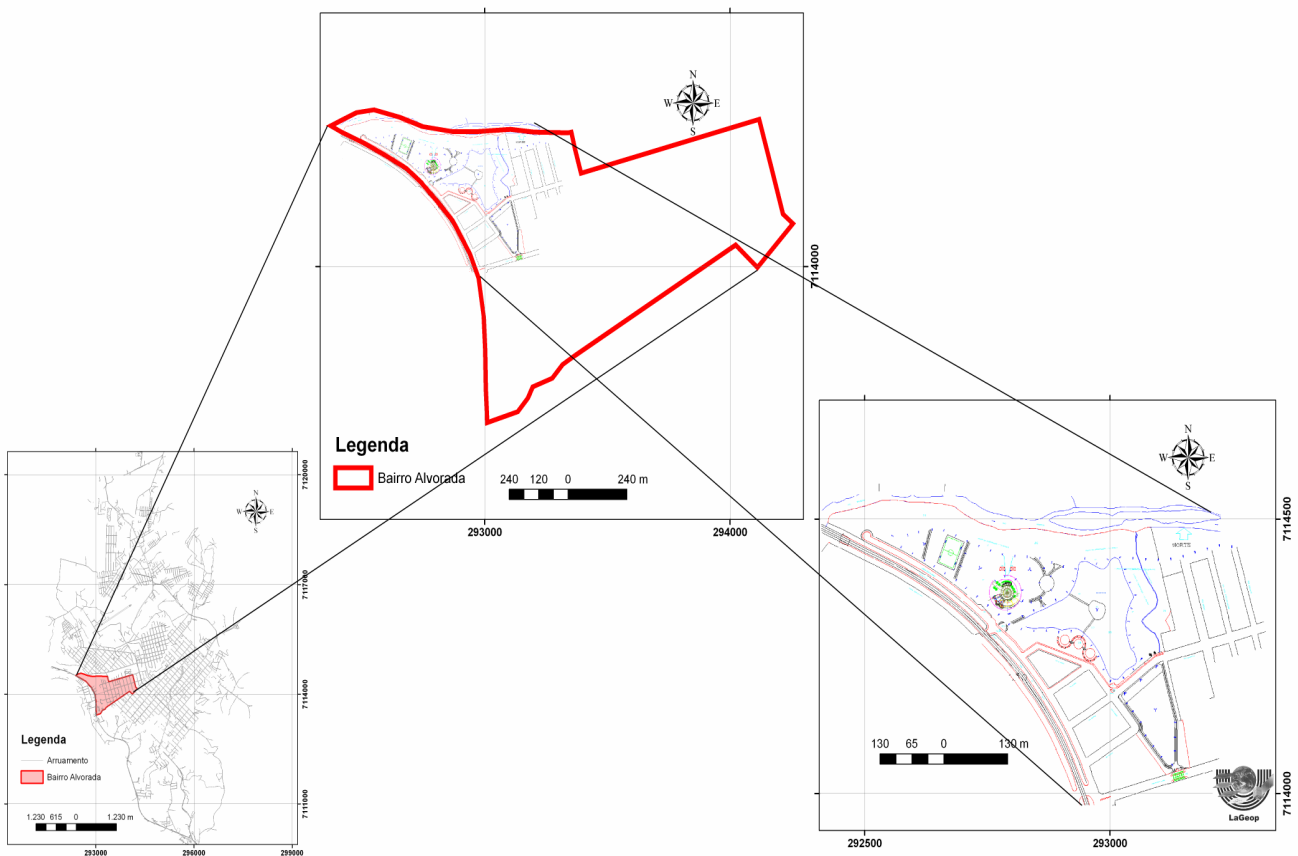 N
W E
S
7114000
Legenda
Bairro Alvorada
240 120 0 240 m
293000 294000
7120000
N
W E
S
7117000
7114000
Legenda
Arruamento
Bairro Alvorada
7111000
1.230 615 0 1.230 m
293000 296000 299000
N
W E
S
7114500
NORTE
130 65 0 130 m
LaGeop
7114000
292500 293000